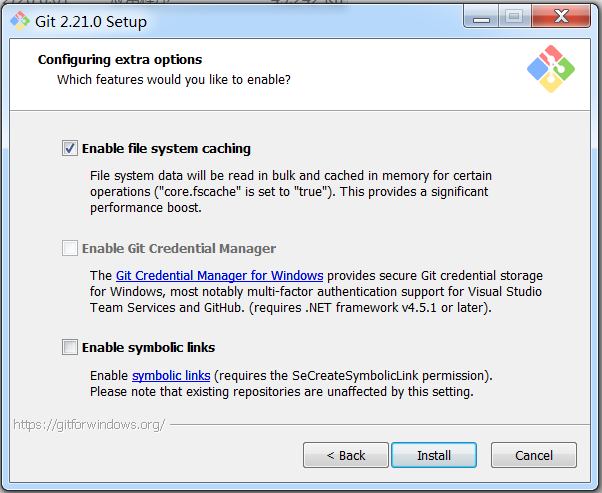 Git 2.21.0 Setup
Configuring extra options
Which features would you like to enable?
Enable file system caching
File system data will be read in bulk and cached in memory for certain
operations ("core.fscache" is set to "true"). This provides a significant
performance boost.
Enable Git Credential Manager
The Git Credential Manager for Windows provides secure Git credential storage
for Windows, most notably multi-factor authentication support for Visual Studio
Team Services and GitHub. (requires .NET framework v4.5.1 or later).
Enable symbolic links
Enable symbolic links (requires the SeCreateSymbolicLink permission).
Please note that existing repositories are unaffected by this setting.
https://gitforwindows.org/
< Back Install Cancel